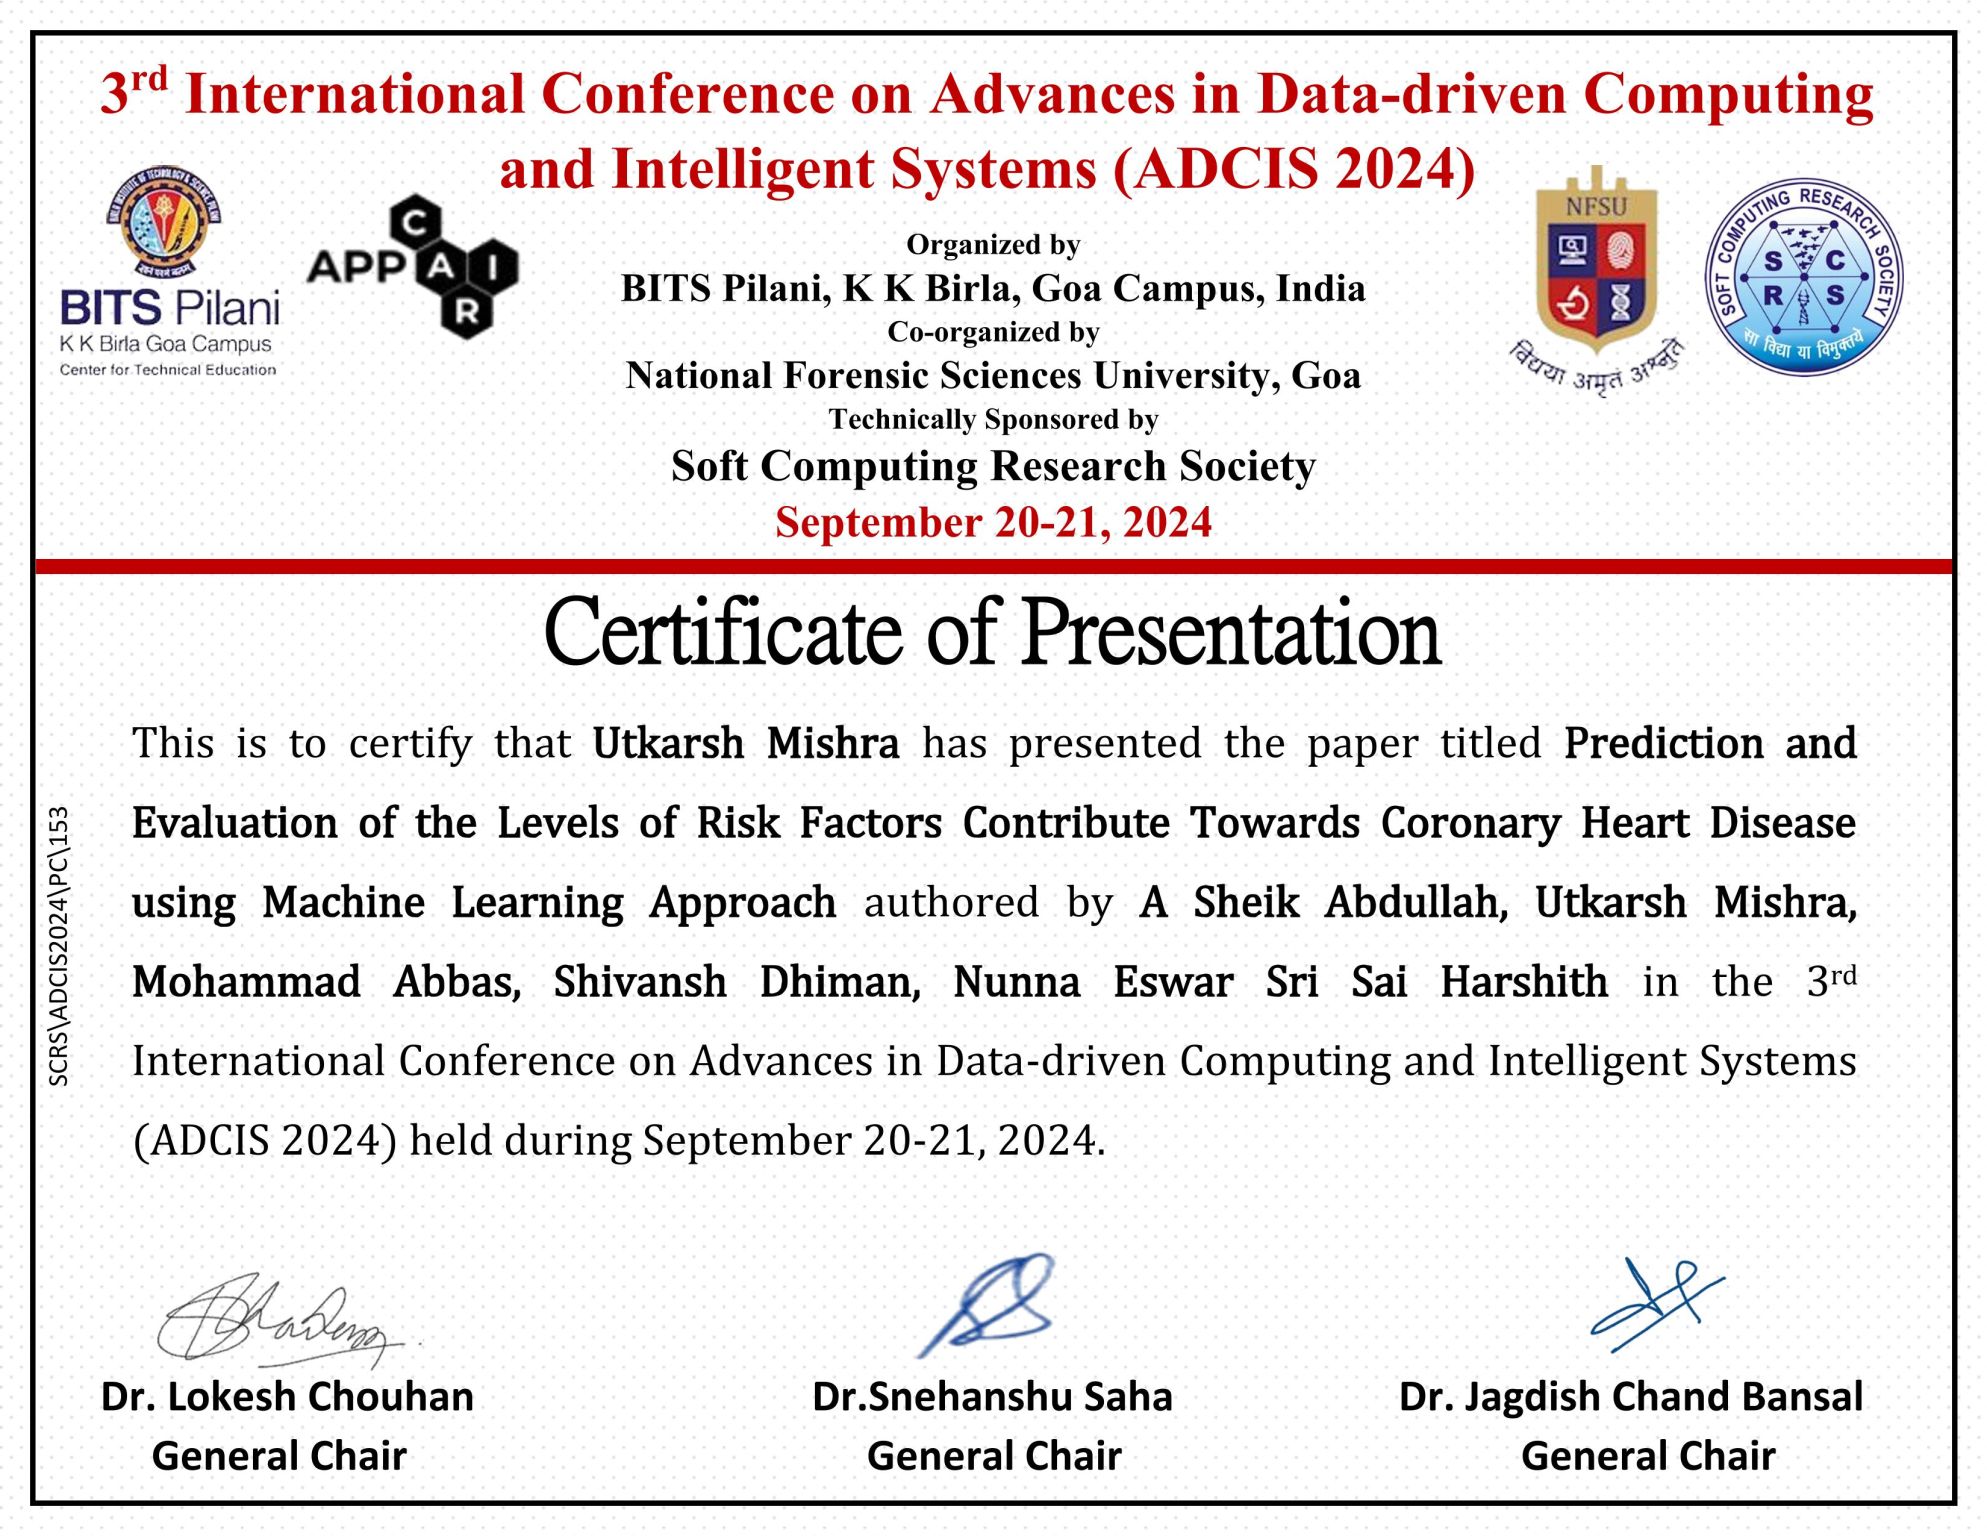 3rd International Conference on Advances in Data-driven Computing
and Intelligent Systems (ADCIS 2024)
BITS Pilani
K K Birla Goa Campus
Center for Technical Education
APP
C
A I
R
Organized by
BITS Pilani, K K Birla, Goa Campus, India
Co-organized by
National Forensic Sciences University, Goa
Technically Sponsored by
Soft Computing Research Society
September 20-21, 2024
NFSU
विद्यया अमृतं अश्नुते
SOFT COMPUTING RESEARCH SOCIETY
S C
R S
सा विद्या या विमुक्तये
Certificate of Presentation
This is to certify that Utkarsh Mishra has presented the paper titled Prediction and
Evaluation of the Levels of Risk Factors Contribute Towards Coronary Heart Disease
using Machine Learning Approach authored by A Sheik Abdullah, Utkarsh Mishra,
Mohammad Abbas, Shivansh Dhiman, Nunna Eswar Sri Sai Harshith in the 3rd
International Conference on Advances in Data-driven Computing and Intelligent Systems
(ADCIS 2024) held during September 20-21, 2024.
SCRS\ADCIS2024\PC\153
Dr. Lokesh Chouhan
General Chair
Dr.Snehanshu Saha
General Chair
Dr. Jagdish Chand Bansal
General Chair